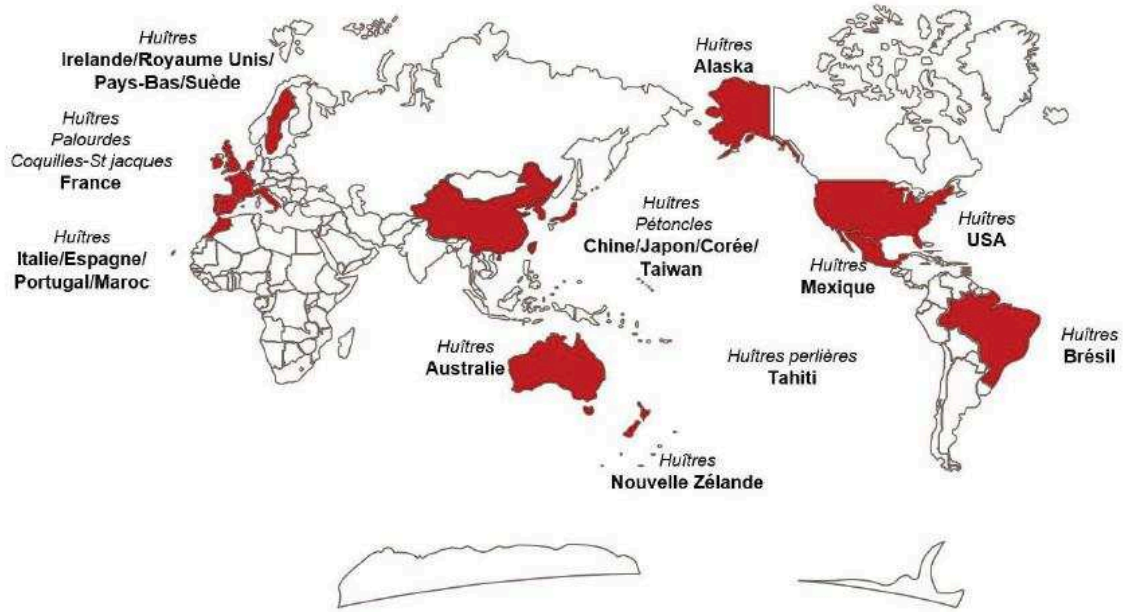 Huîtres
Irelande/Royaume Unis/
Pays-Bas/Suède
Huîtres
Palourdes
Coquilles-St jacques
France
Huîtres
Italie/Espagne/
Portugal/Maroc
Huîtres
Alaska
Huîtres
Pétoncles
Chine/Japon/Corée/
Taiwan
Huîtres
USA
Huîtres
Mexique
Huîtres
Australie
Huîtres perlières
Tahiti
Huîtres
Brésil
Huîtres
Nouvelle Zélande